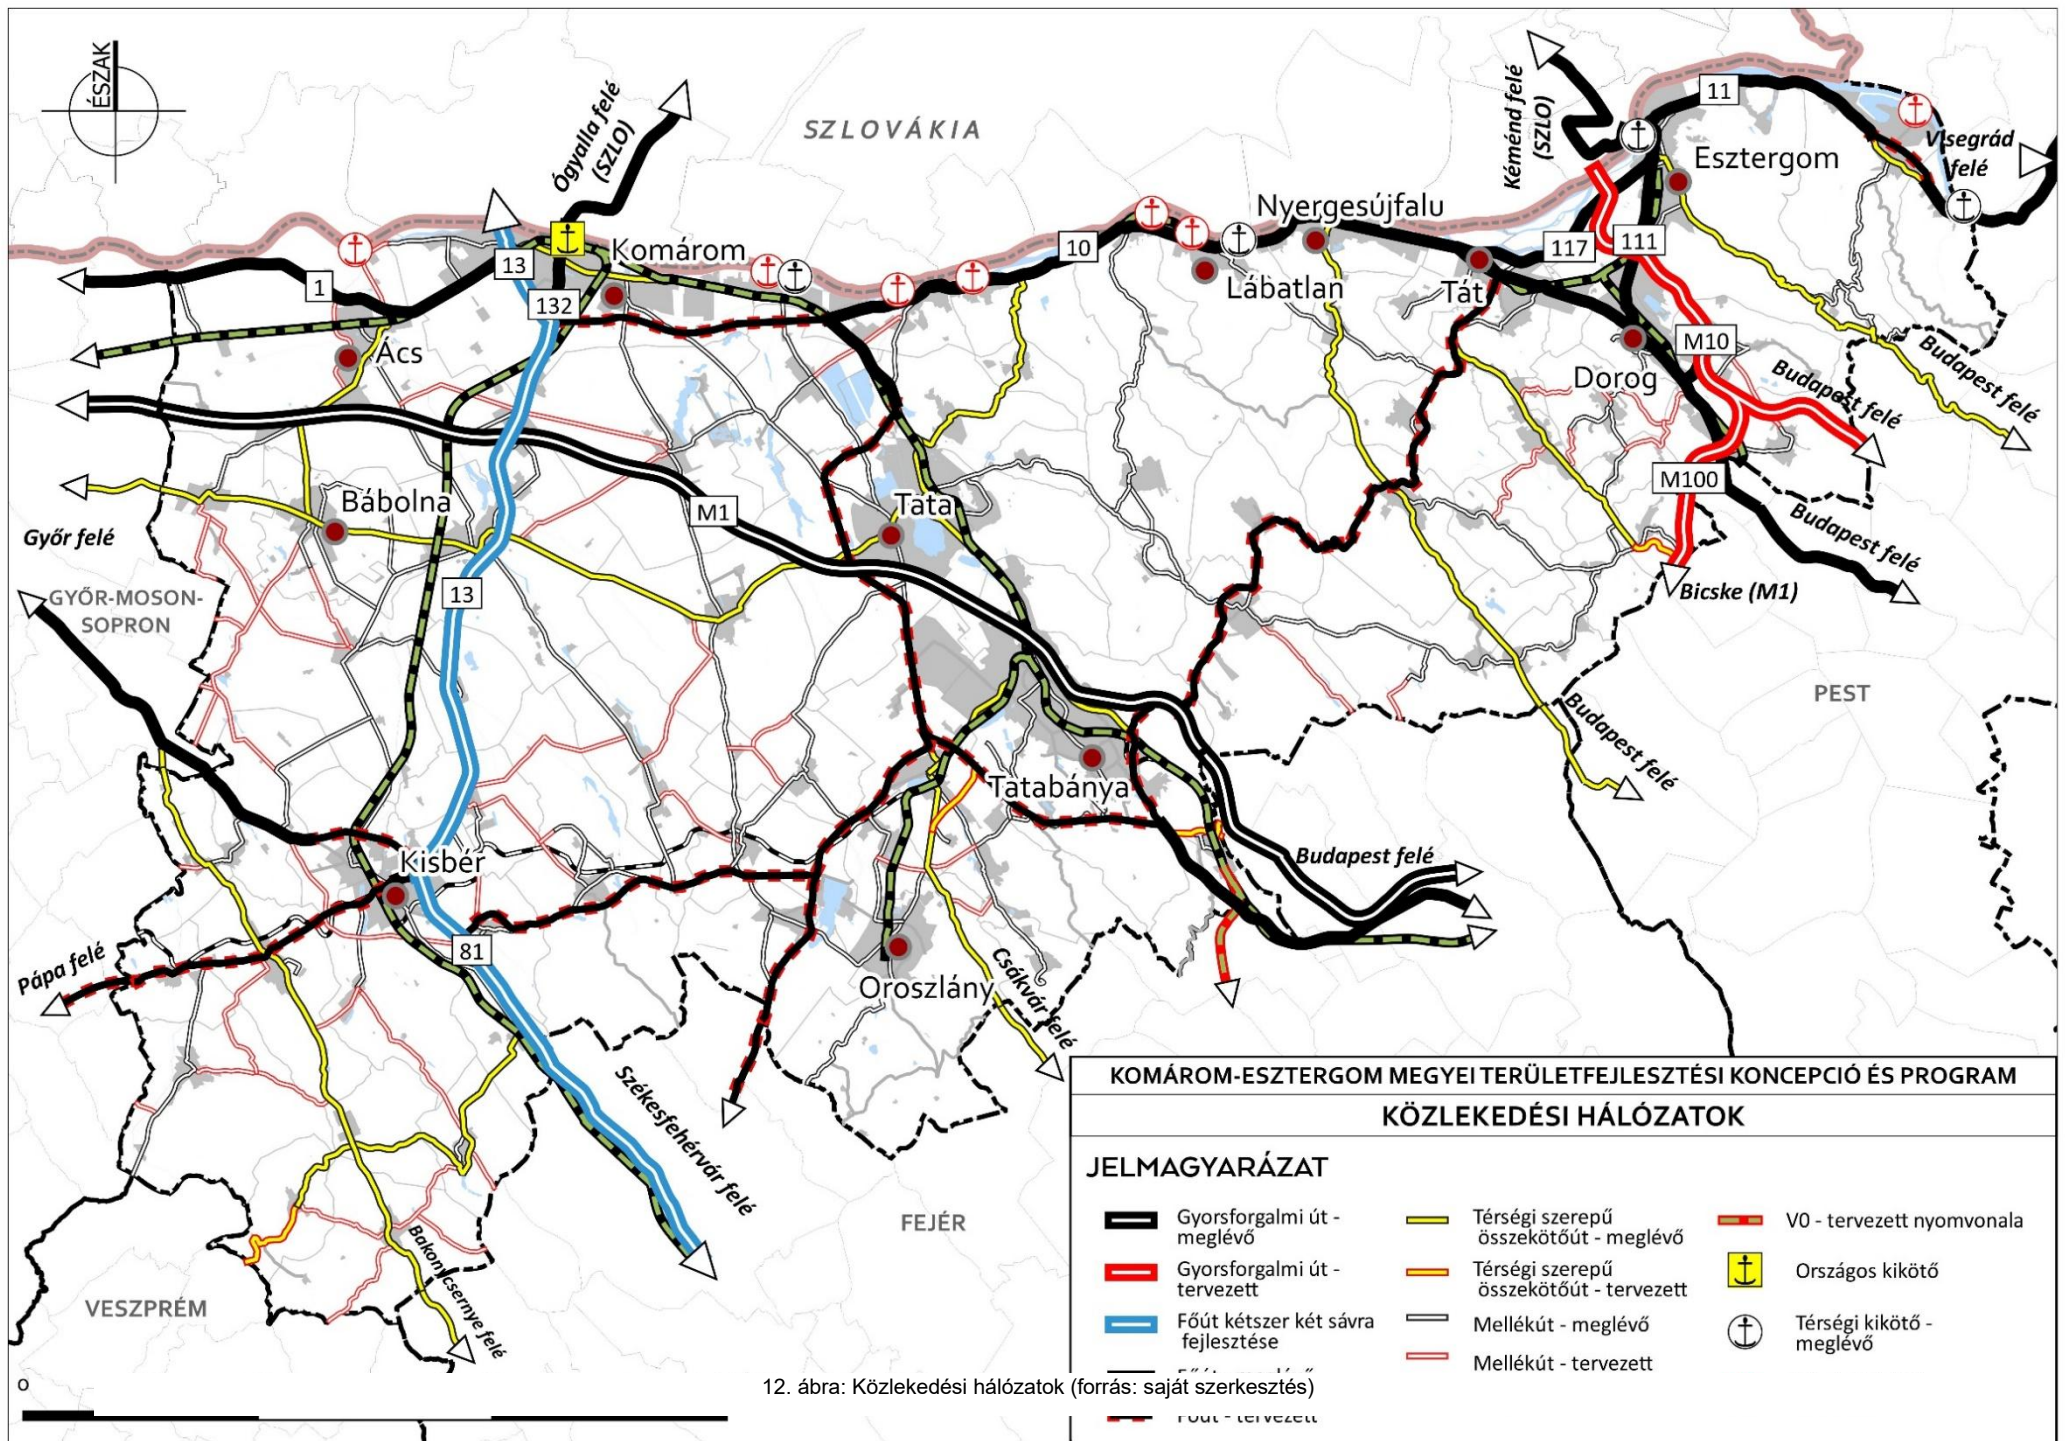 ÉSZAK
SZLOVÁKIA
Ógyalla felé
(SZLO)
Kéménd felé
(SZLO)
11
Visegrád
felé
Esztergom
Nyergesújfalu
Komárom
13
10
117
111
1
132
Lábatlan
Tát
Ács
M10
Dorog
Budapest felé
Budapest felé
M100
Bábolna
M1
Tata
Győr felé
Budapest felé
13
Bicske (M1)
GYŐR-MOSON-
SOPRON
PEST
Budapest felé
Tatabánya
Kisbér
Budapest felé
81
Pápa felé
Oroszlány
Csákvár felé
Székesfehérvár felé
FEJÉR
VESZPRÉM
Bakonycsernye felé
KOMÁROM-ESZTERGOM MEGYEI TERÜLETFEJLESZTÉSI KONCEPCIÓ ÉS PROGRAM
KÖZLEKEDÉSI HÁLÓZATOK
JELMAGYARÁZAT
Gyorsforgalmi út -
meglévő
Gyorsforgalmi út -
tervezett
Főút kétszer két sávra
fejlesztése
Főút - tervezett
Térségi szerepű
összekötőút - meglévő
Térségi szerepű
összekötőút - tervezett
Mellékút - meglévő
Mellékút - tervezett
V0 - tervezett nyomvonala
Országos kikötő
Térségi kikötő -
meglévő
0
12. ábra: Közlekedési hálózatok (forrás: saját szerkesztés)